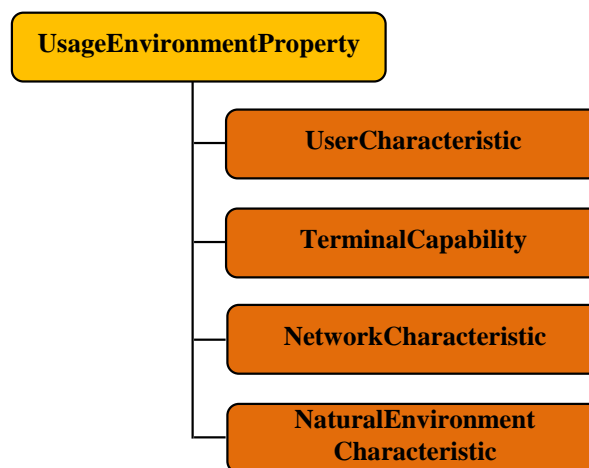 UsageEnvironmentProperty
UserCharacteristic
TerminalCapability
NetworkCharacteristic
NaturalEnvironment
Characteristic